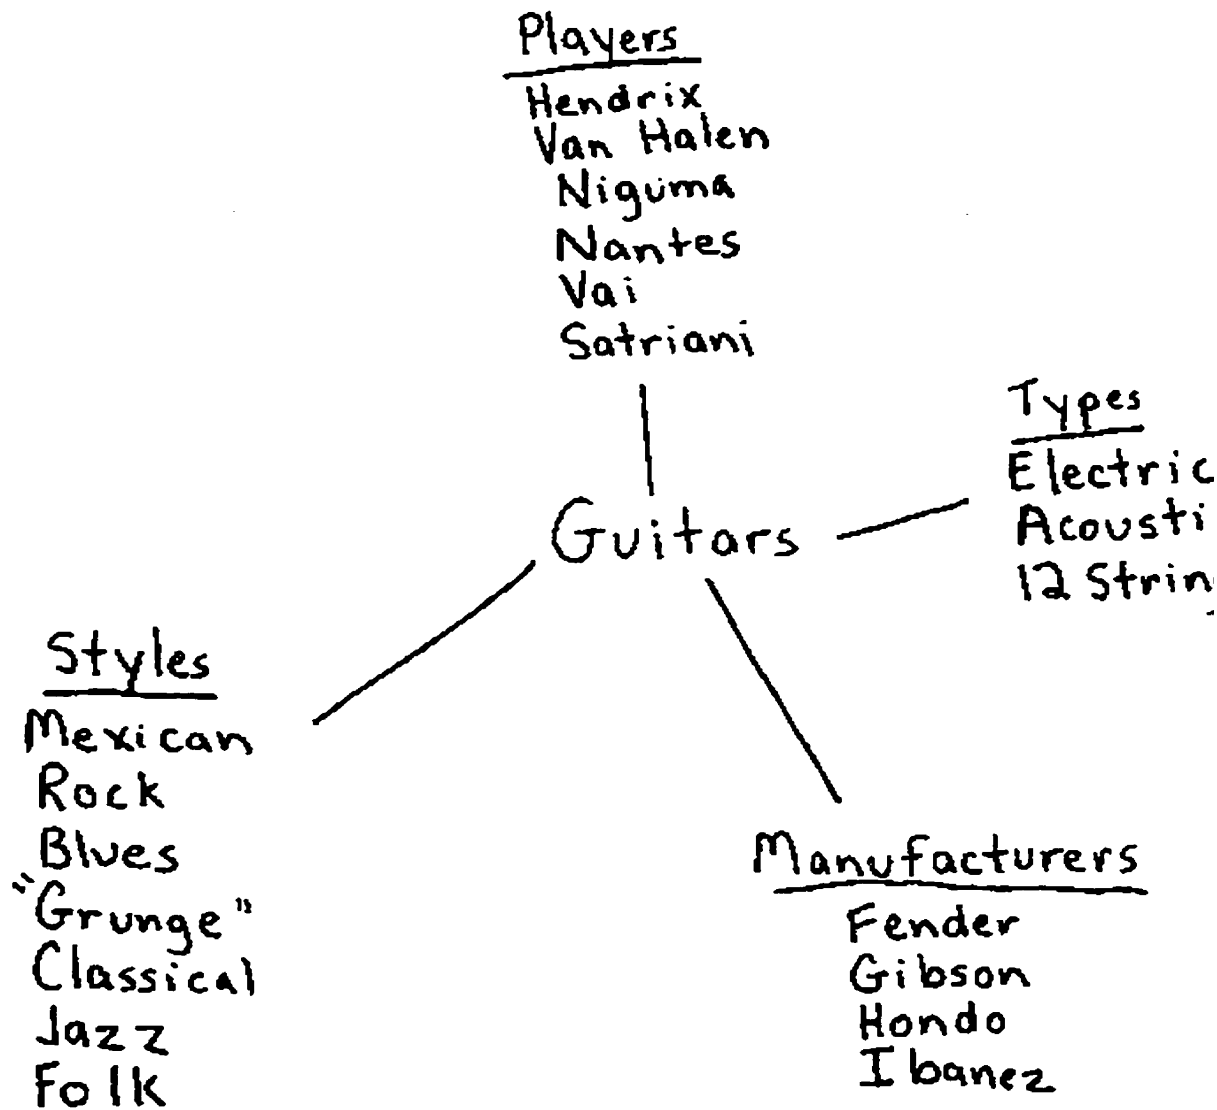 Players
Hendrix
Van Halen
Niguma
Nantes
Vai
Satriani
Types
Electric
Acousti
12 String
Guitars
Styles
Mexican
Rock
Blues
"Grunge"
Classical
Jazz
Folk
Manufacturers
Fender
Gibson
Hondo
Ibanez